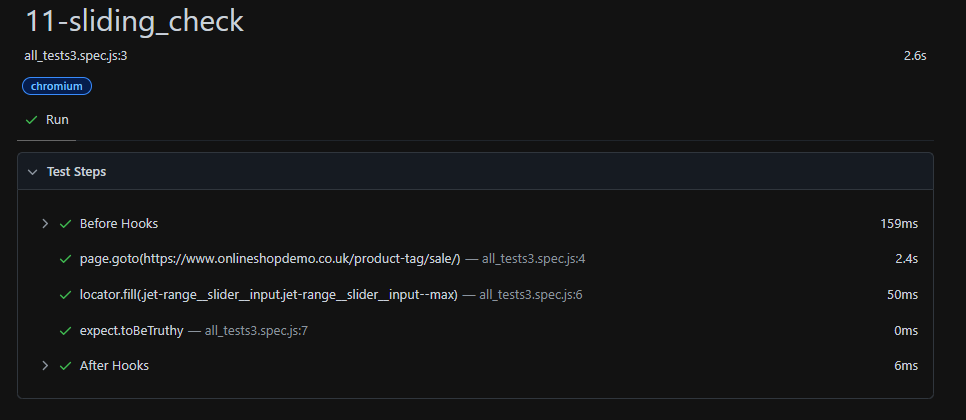 11-sliding_check
all_tests3.spec.js:3 2.6s
chromium
Run
Test Steps
Before Hooks 159ms
page.goto(https://www.onlineshopdemo.co.uk/product-tag/sale/) — all_tests3.spec.js:4 2.4s
locator.fill(.jet-range__slider__input.jet-range__slider__input--max) — all_tests3.spec.js:6 50ms
expect.toBeTruthy — all_tests3.spec.js:7 0ms
After Hooks 6ms